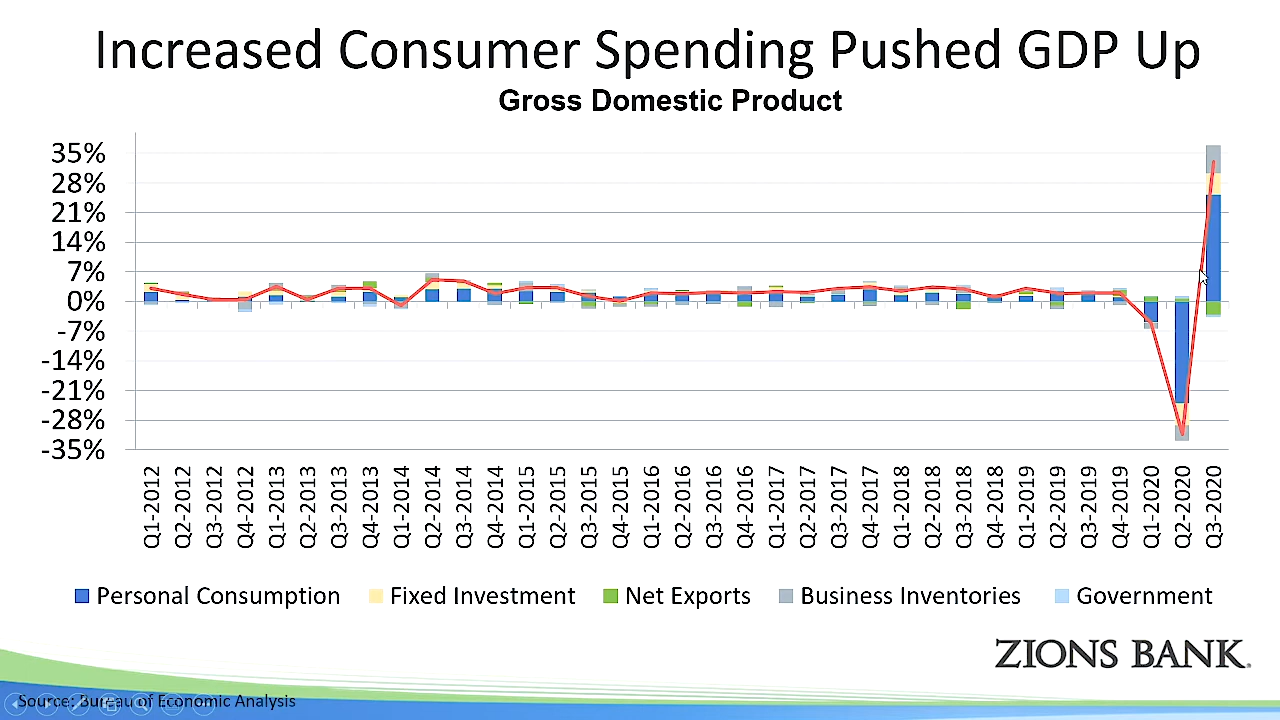 Increased Consumer Spending Pushed GDP Up
Gross Domestic Product
35%
28%
21%
14%
7%
0%
-7%
-14%
-21%
-28%
-35%
Q1-2012
Q2-2012
Q3-2012
Q4-2012
Q1-2013
Q2-2013
Q3-2013
Q4-2013
Q1-2014
Q2-2014
Q3-2014
Q4-2014
Q1-2015
Q2-2015
Q3-2015
Q4-2015
Q1-2016
Q2-2016
Q3-2016
Q4-2016
Q1-2017
Q2-2017
Q3-2017
Q4-2017
Q1-2018
Q2-2018
Q3-2018
Q4-2018
Q1-2019
Q2-2019
Q3-2019
Q4-2019
Q1-2020
Q2-2020
Q3-2020
Personal Consumption Fixed Investment Net Exports Business Inventories Government
ZIONS BANK.
Source: Bureau of Economic Analysis